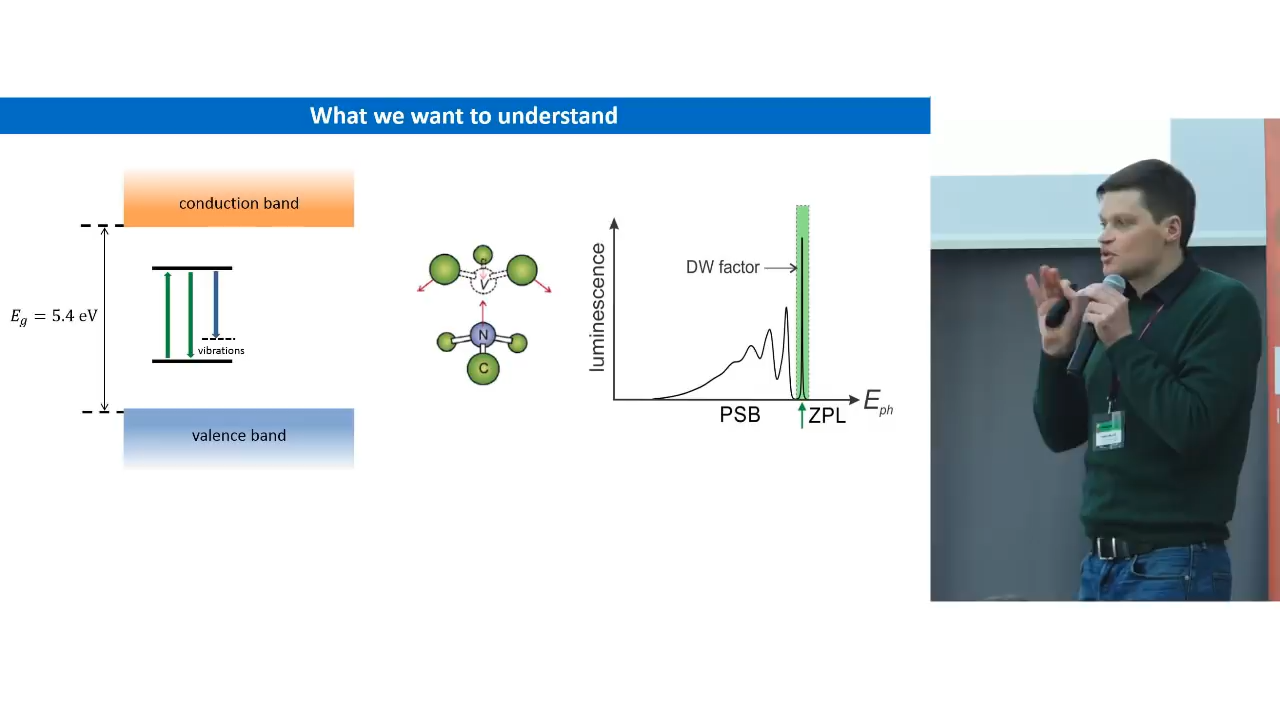 What we want to understand
conduction band
E_g = 5.4 eV
vibrations
valence band
V
N
C
luminescence
DW factor
PSB
ZPL
E_ph